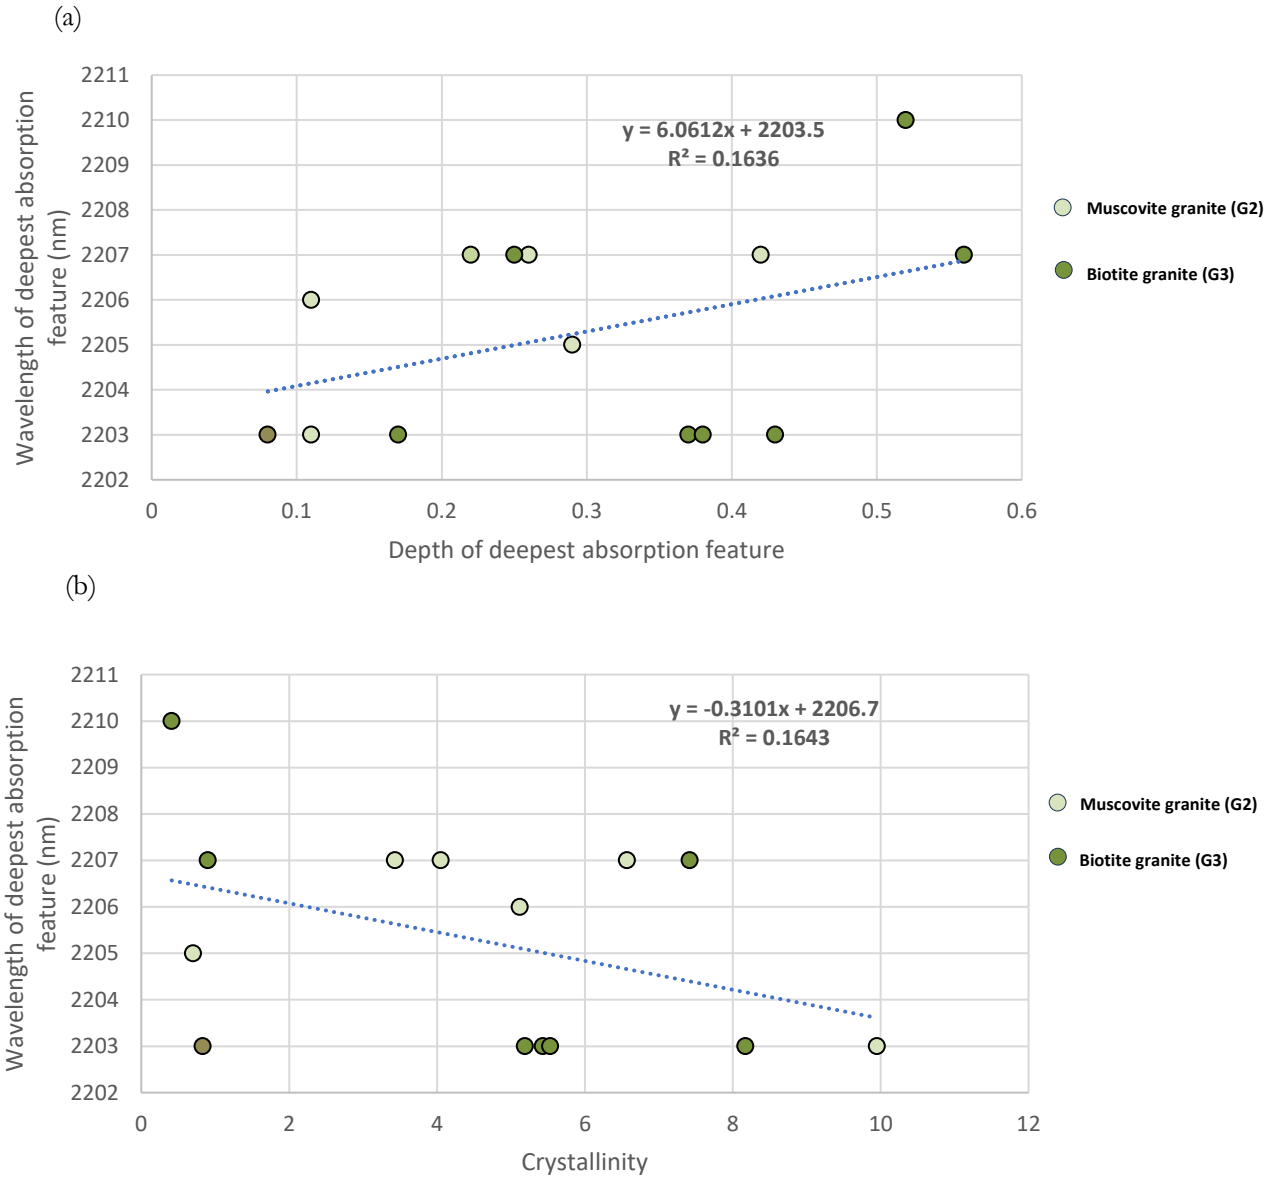 (a)
2211
2210
2209
2208
2207
2206
2205
2204
2203
2202
Wavelength of deepest absorption
feature (nm)
y = 6.0612x + 2203.5
R² = 0.1636
0 0.1 0.2 0.3 0.4 0.5 0.6
Depth of deepest absorption feature
Muscovite granite (G2)
Biotite granite (G3)
(b)
2211
2210
2209
2208
2207
2206
2205
2204
2203
2202
Wavelength of deepest absorption
feature (nm)
y = -0.3101x + 2206.7
R² = 0.1643
0 2 4 6 8 10 12
Crystallinity
Muscovite granite (G2)
Biotite granite (G3)